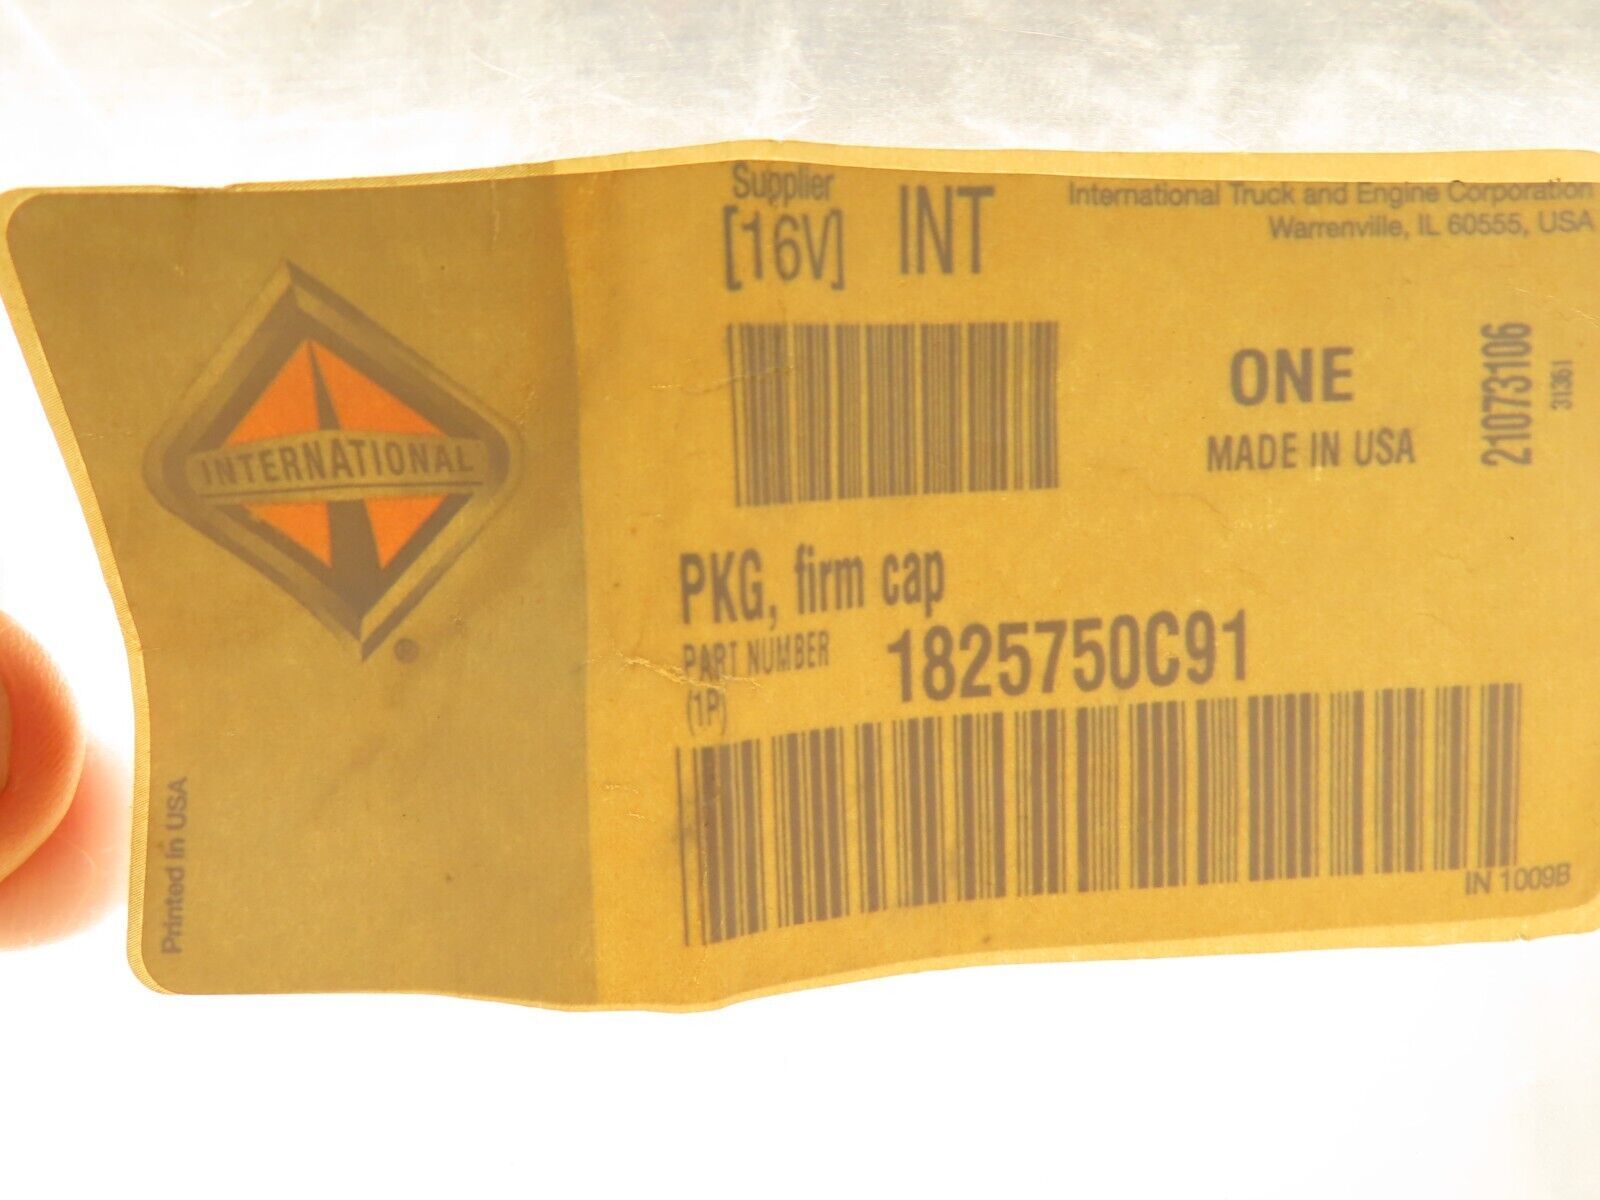 Supplier
[16V] INT
International Truck and Engine Corporation
Warrenville, IL 60555, USA
INTERNATIONAL
®
ONE
MADE IN USA
21073106
31361
PKG, firm cap
PART NUMBER 1825750C91
(1P)
IN 1009B
Printed in USA